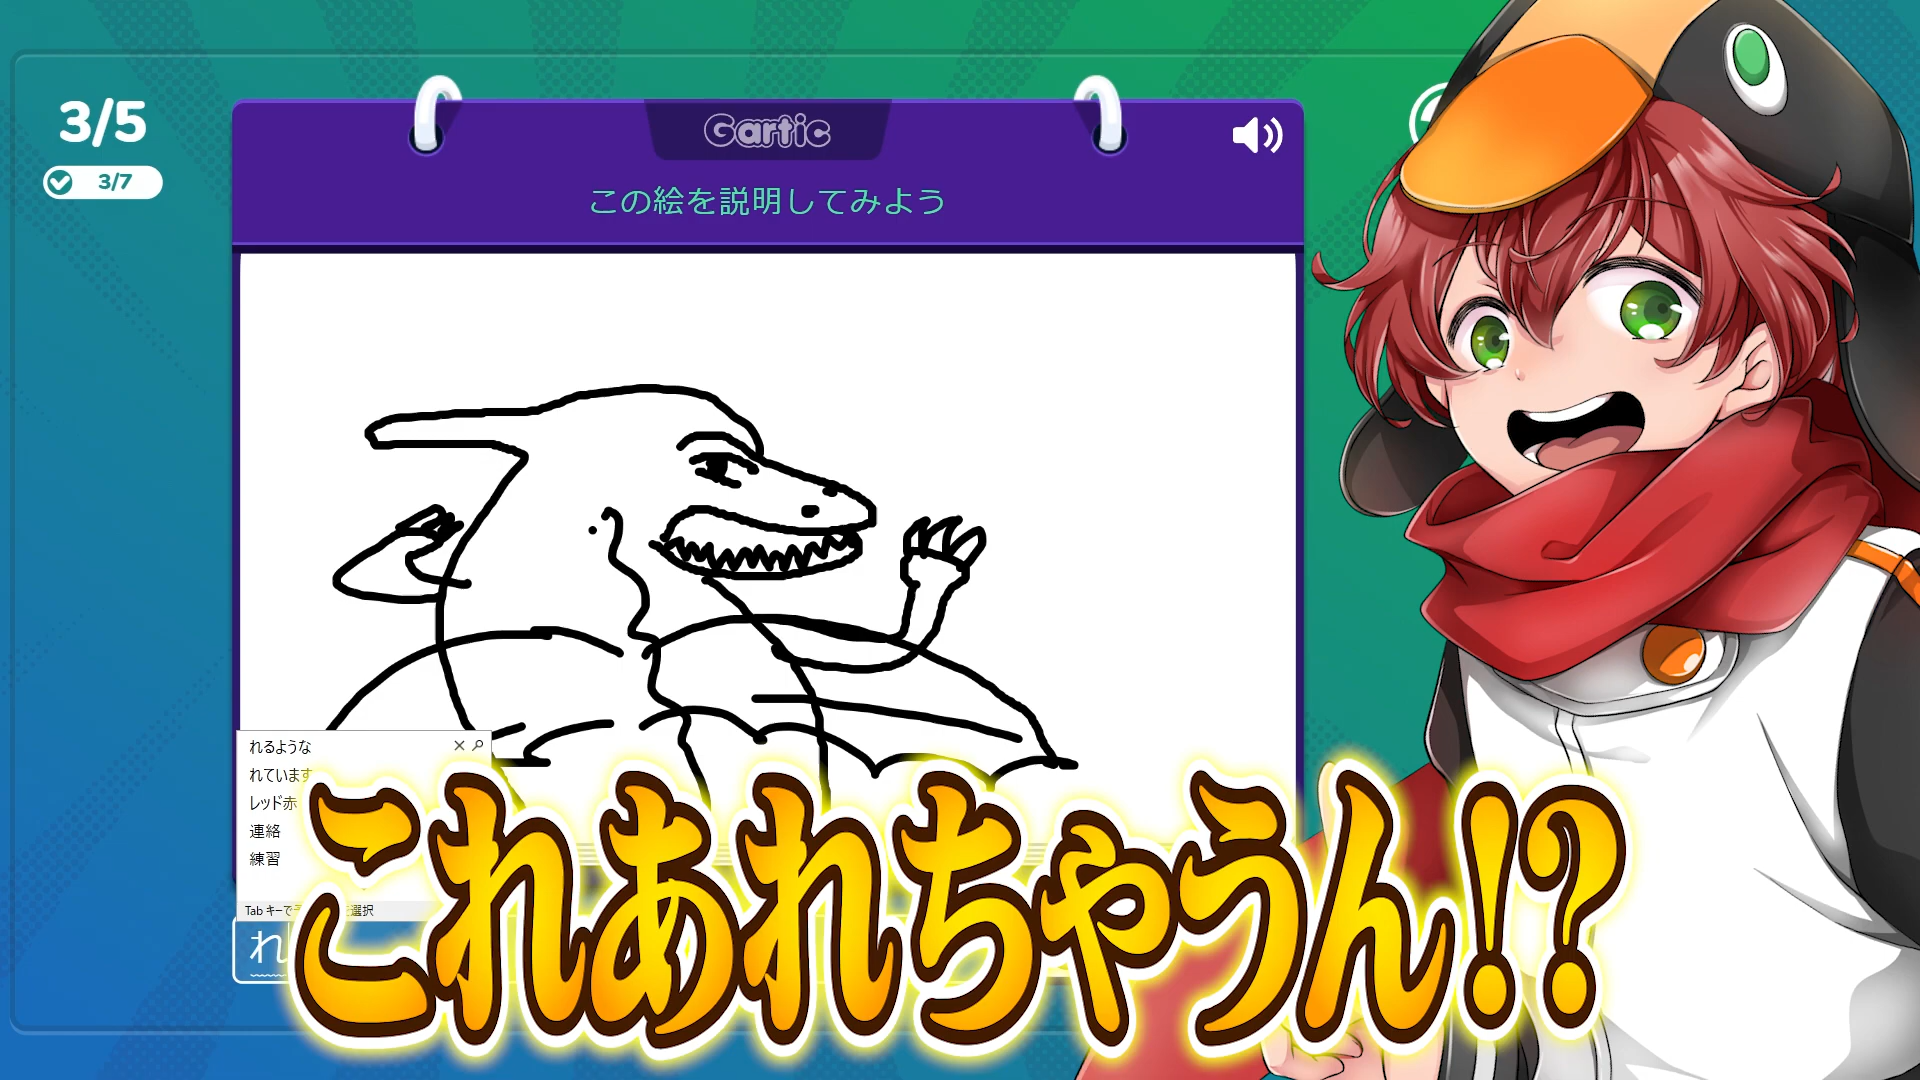 3/5
3/7
Gartic
この絵を説明してみよう
れるような
れています
レッド赤
連絡
練習
Tab キーで
選択
れ
これあれちゃうん!?